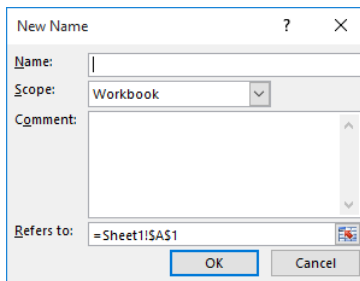 New Name ?
Name:
Scope: Workbook
Comment:
Refers to: =Sheet1!$A$1
OK Cancel